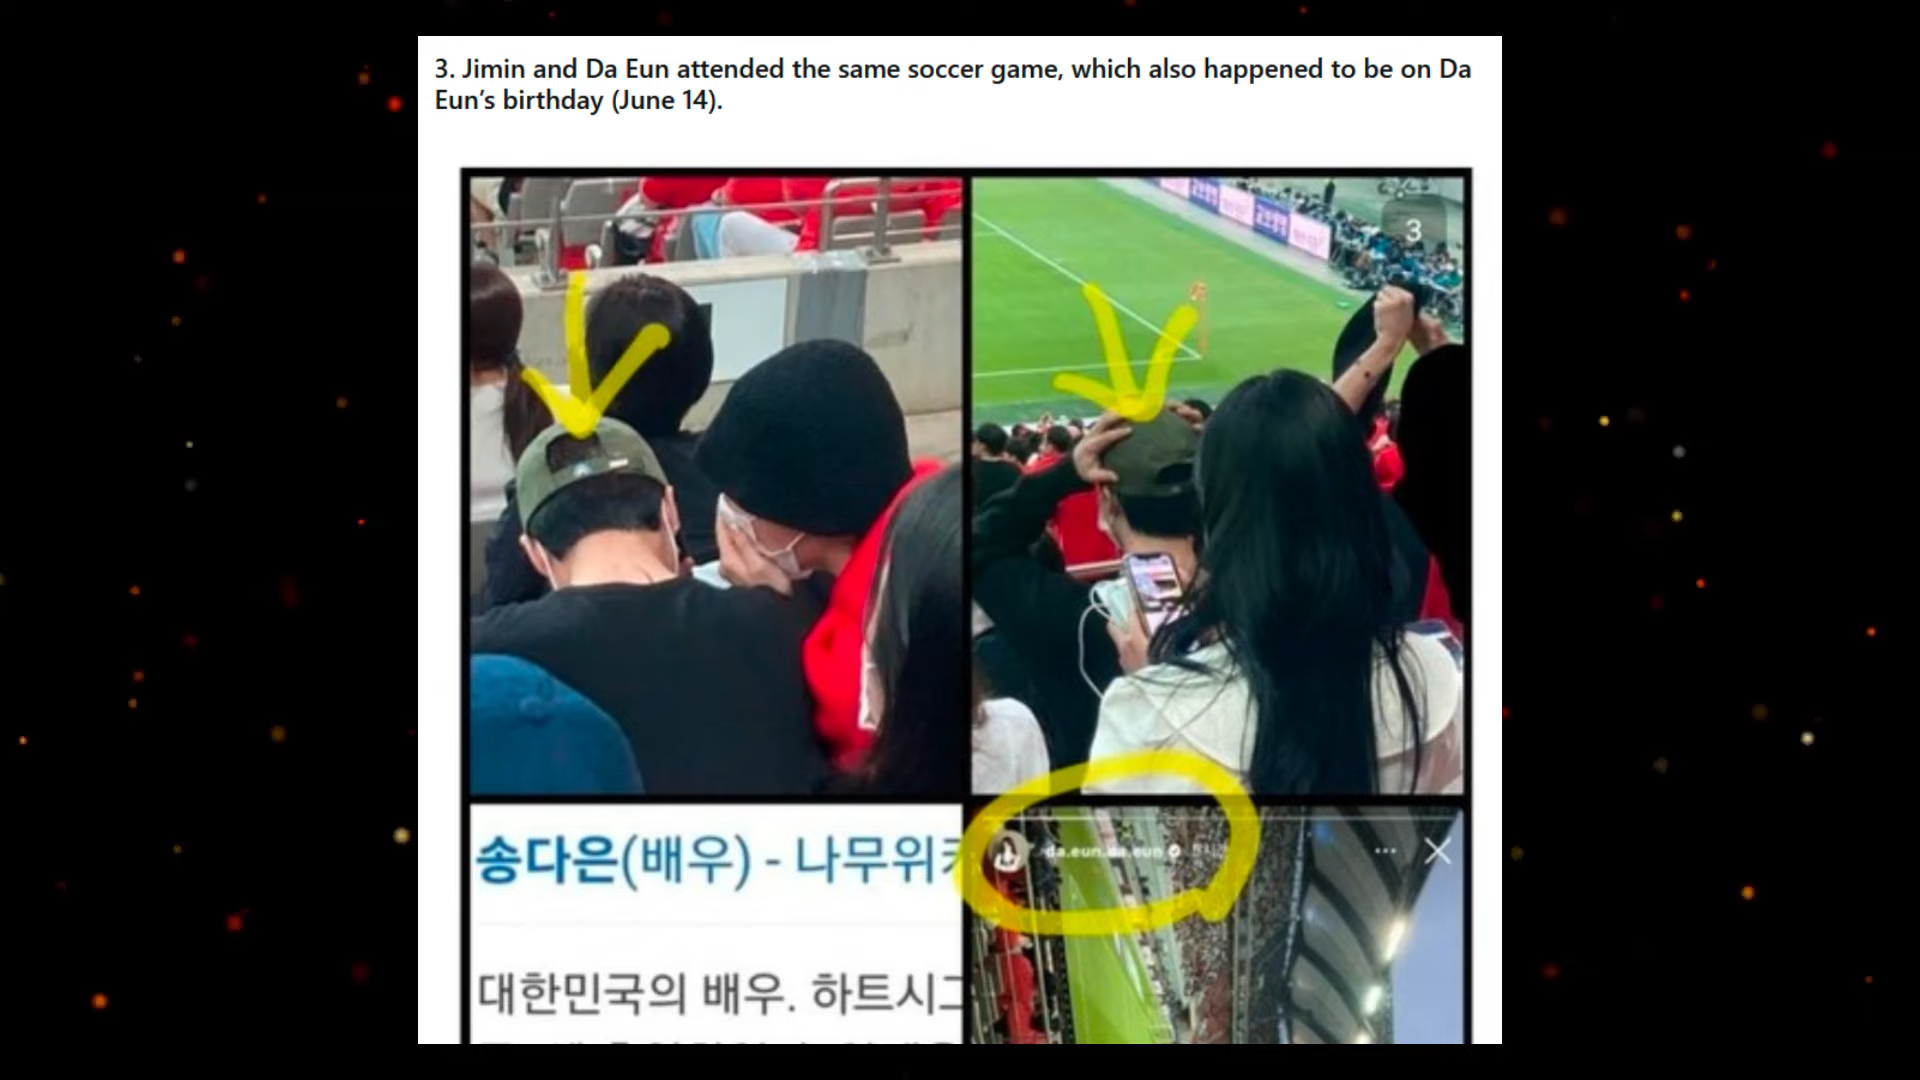 3. Jimin and Da Eun attended the same soccer game, which also happened to be on Da
Eun’s birthday (June 14).
3
송다은(배우) - 나무위
da.eun.da.eun
대한민국의 배우. 하트시